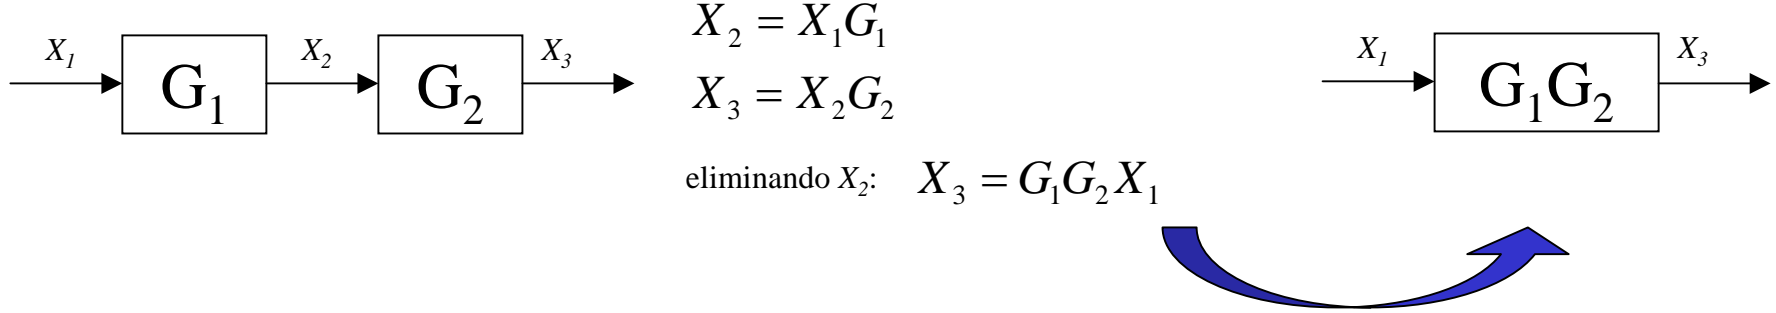 X₁ G₁ X₂ G₂ X₃
X₂ = X₁G₁
X₃ = X₂G₂
eliminando X₂: X₃ = G₁G₂X₁
X₁ G₁G₂ X₃